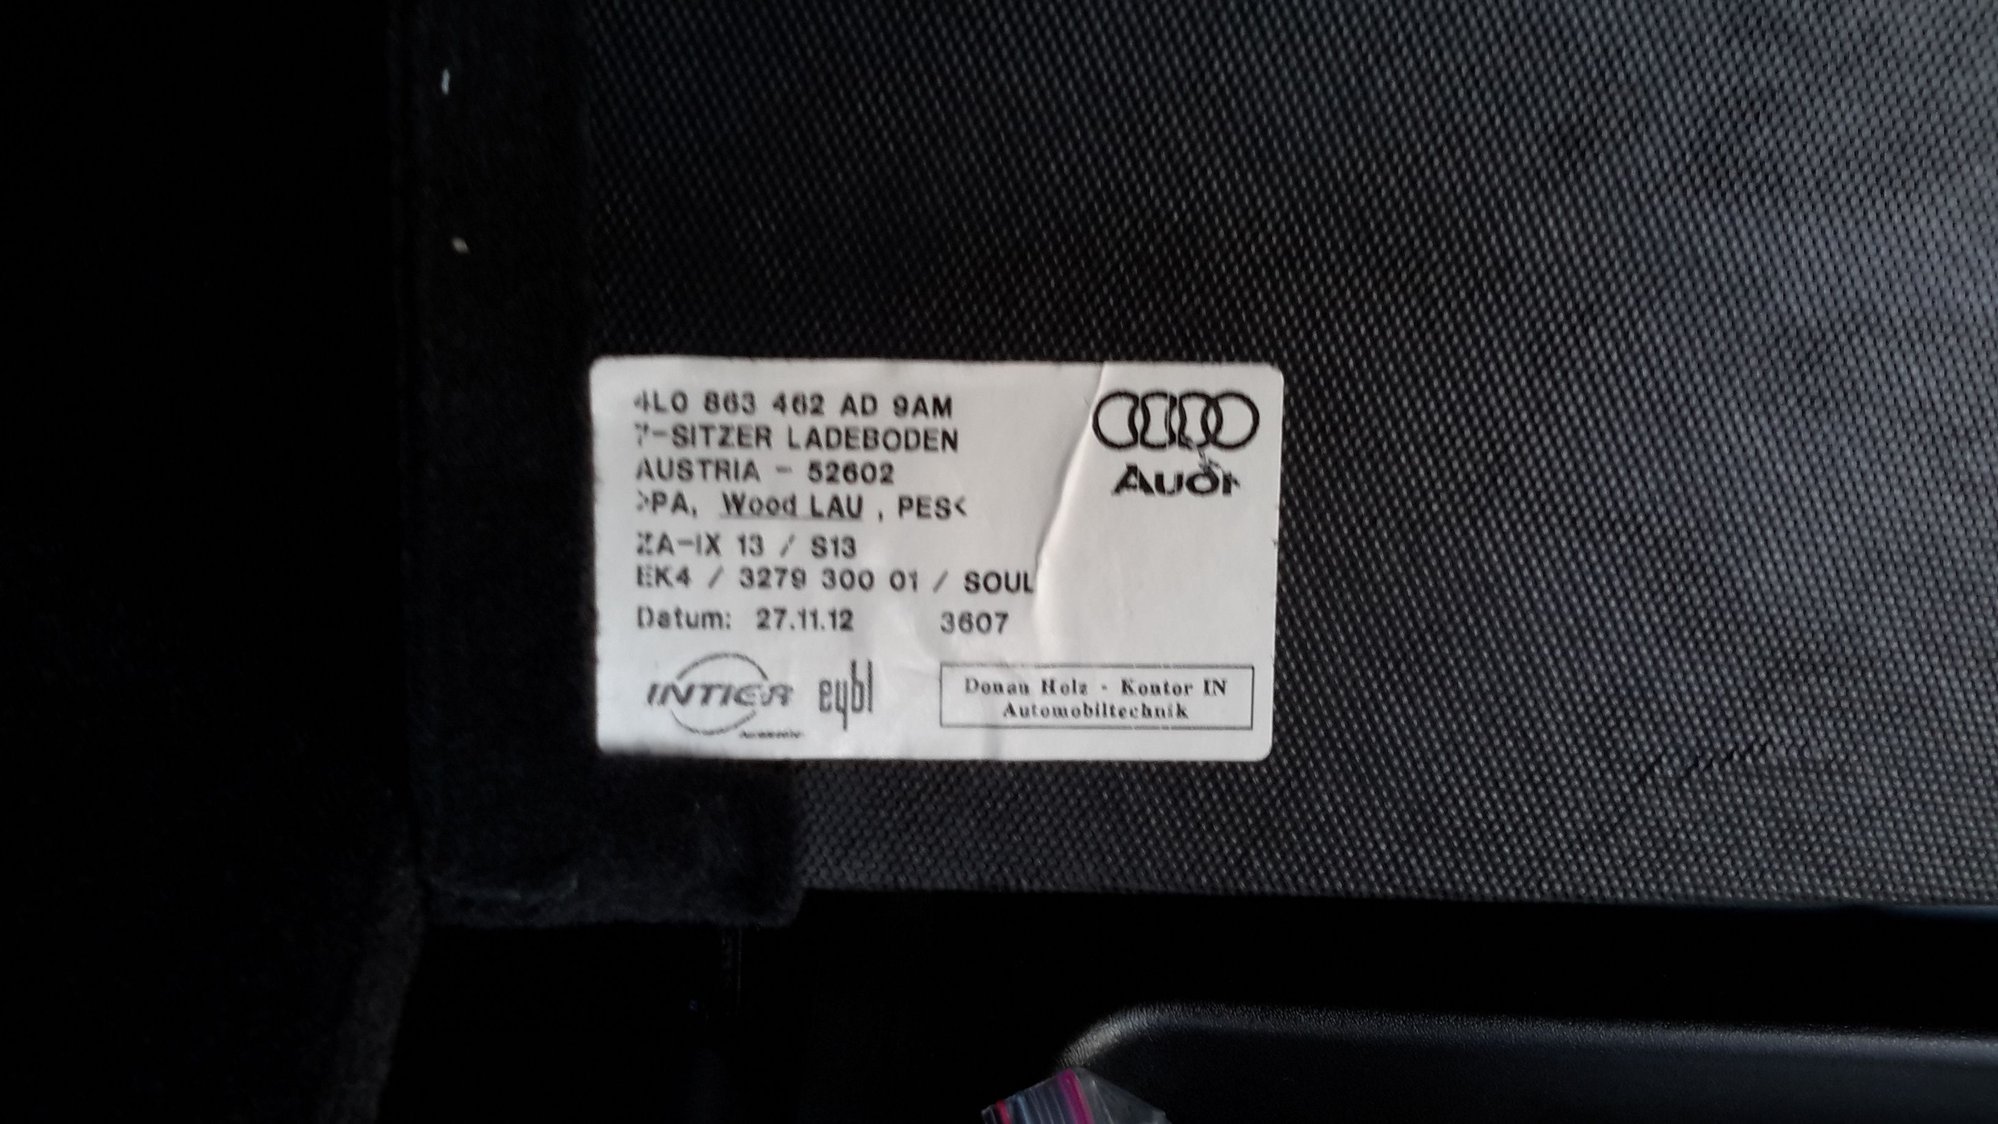 4L0 863 462 AD 9AM
7-SITZER LADEBODEN
AUSTRIA - 52602
>PA, Wood LAU , PES<
ZA-IX 13 / S13
EK4 / 3279 300 01 / SOUL
Datum: 27.11.12 3607
Audi
INTIER
eybl
Donau Holz - Kontor IN
Automobiltechnik